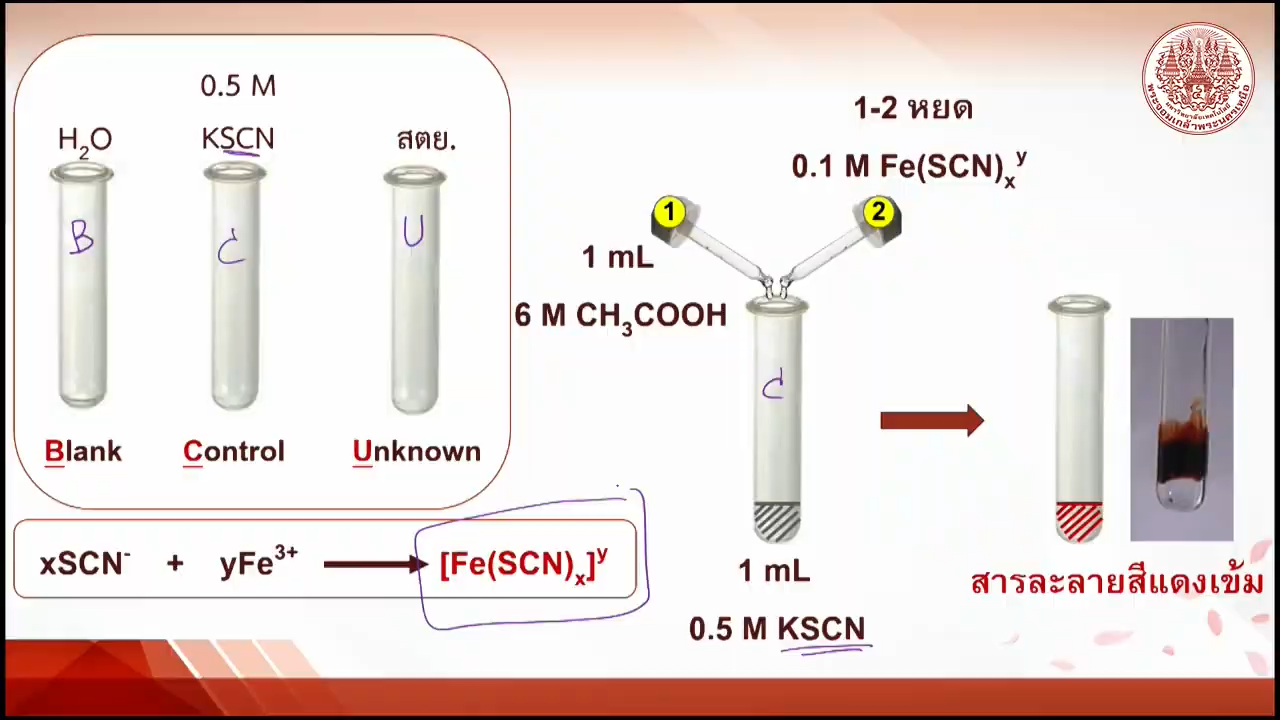 0.5 M
H₂O
KSCN
สตย.
B
C
U
Blank
Control
Unknown
xSCN⁻ + yFe³⁺ [Fe(SCN)ₓ]ʸ
1-2 หยด
0.1 M Fe(SCN)ₓʸ
1
2
1 mL
6 M CH₃COOH
C
1 mL
0.5 M KSCN
สารละลายสีแดงเข้ม